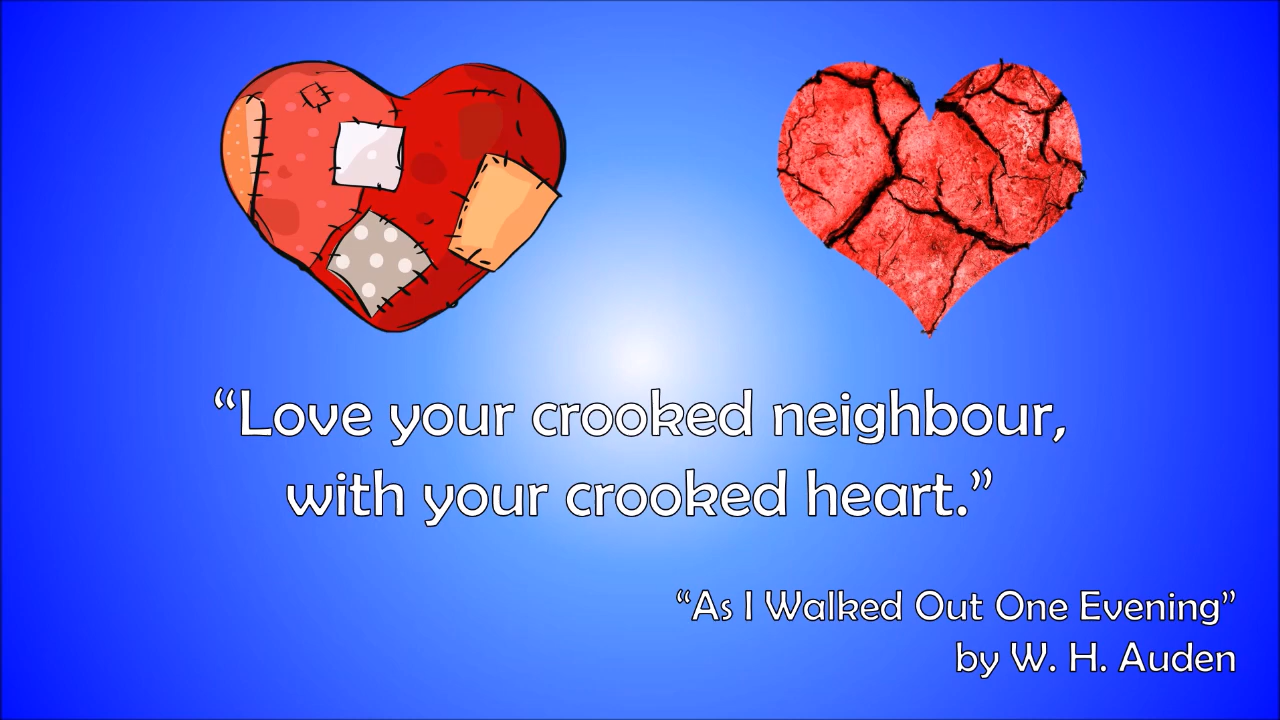 “Love your crooked neighbour,
with your crooked heart.”
“As I Walked Out One Evening”
by W. H. Auden